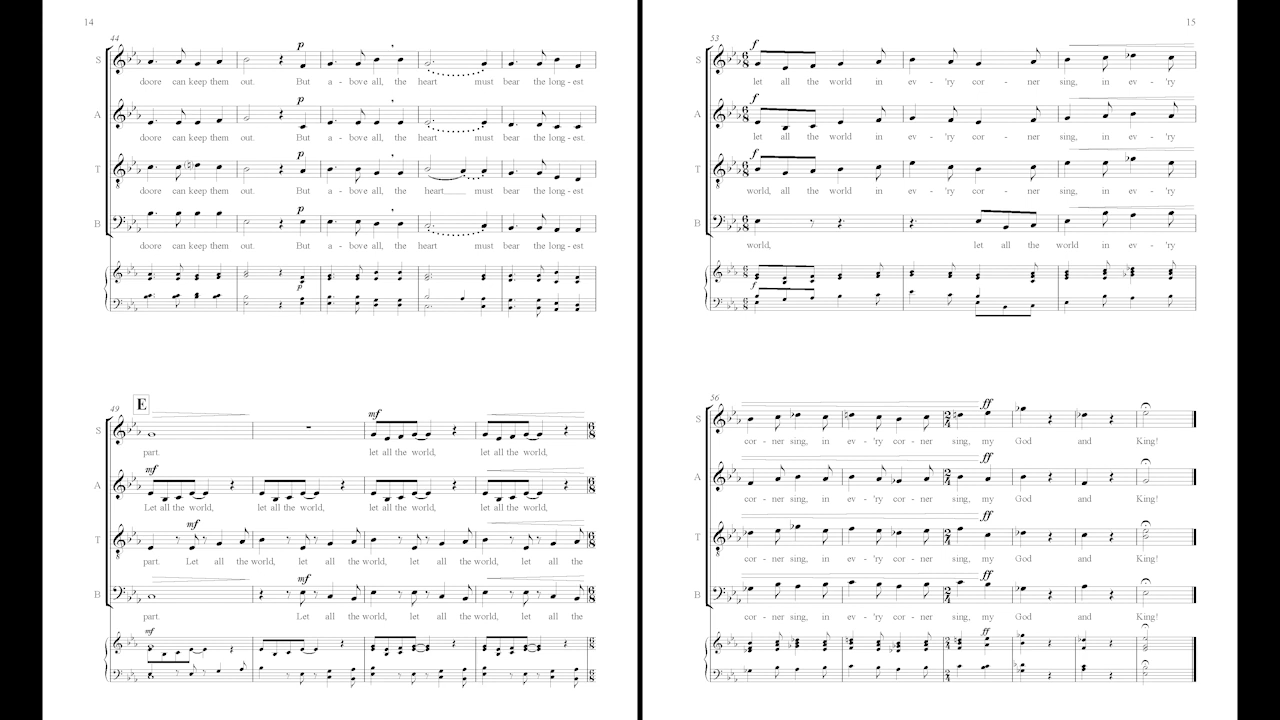 14
44
p
S
doore can keep them out. But a - bove all, the heart must bear the long - est
p
A
doore can keep them out. But a - bove all, the heart must bear the long - est.
p
T
doore can keep them out. But a - bove all, the heart____ must bear the long - est
p
B
doore can keep them out. But a - bove all, the heart must bear the long - est
p
49
E
mf
S
part. let all the world, let all the world,
mf
A
Let all the world, let all the world, let all the world, let all the world,
mf
T
part. Let all the world, let all the world, let all the world, let all the
mf
B
part. Let all the world, let all the world, let all the
mf
15
53
f
S
let all the world in ev - 'ry cor - ner sing, in ev - 'ry
f
A
let all the world in ev - 'ry cor - ner sing, in ev - 'ry
f
T
world, all the world in ev - 'ry cor - ner sing, in ev - 'ry
B
world, let all the world in ev - 'ry
f
56
ff
S
cor - ner sing, in ev - 'ry cor - ner sing, my God and King!
ff
A
cor - ner sing, in ev - 'ry cor - ner sing, my God and King!
ff
T
cor - ner sing, in ev - 'ry cor - ner sing, my God and King!
ff
B
cor - ner sing, in ev - 'ry cor - ner sing, my God and King!
ff